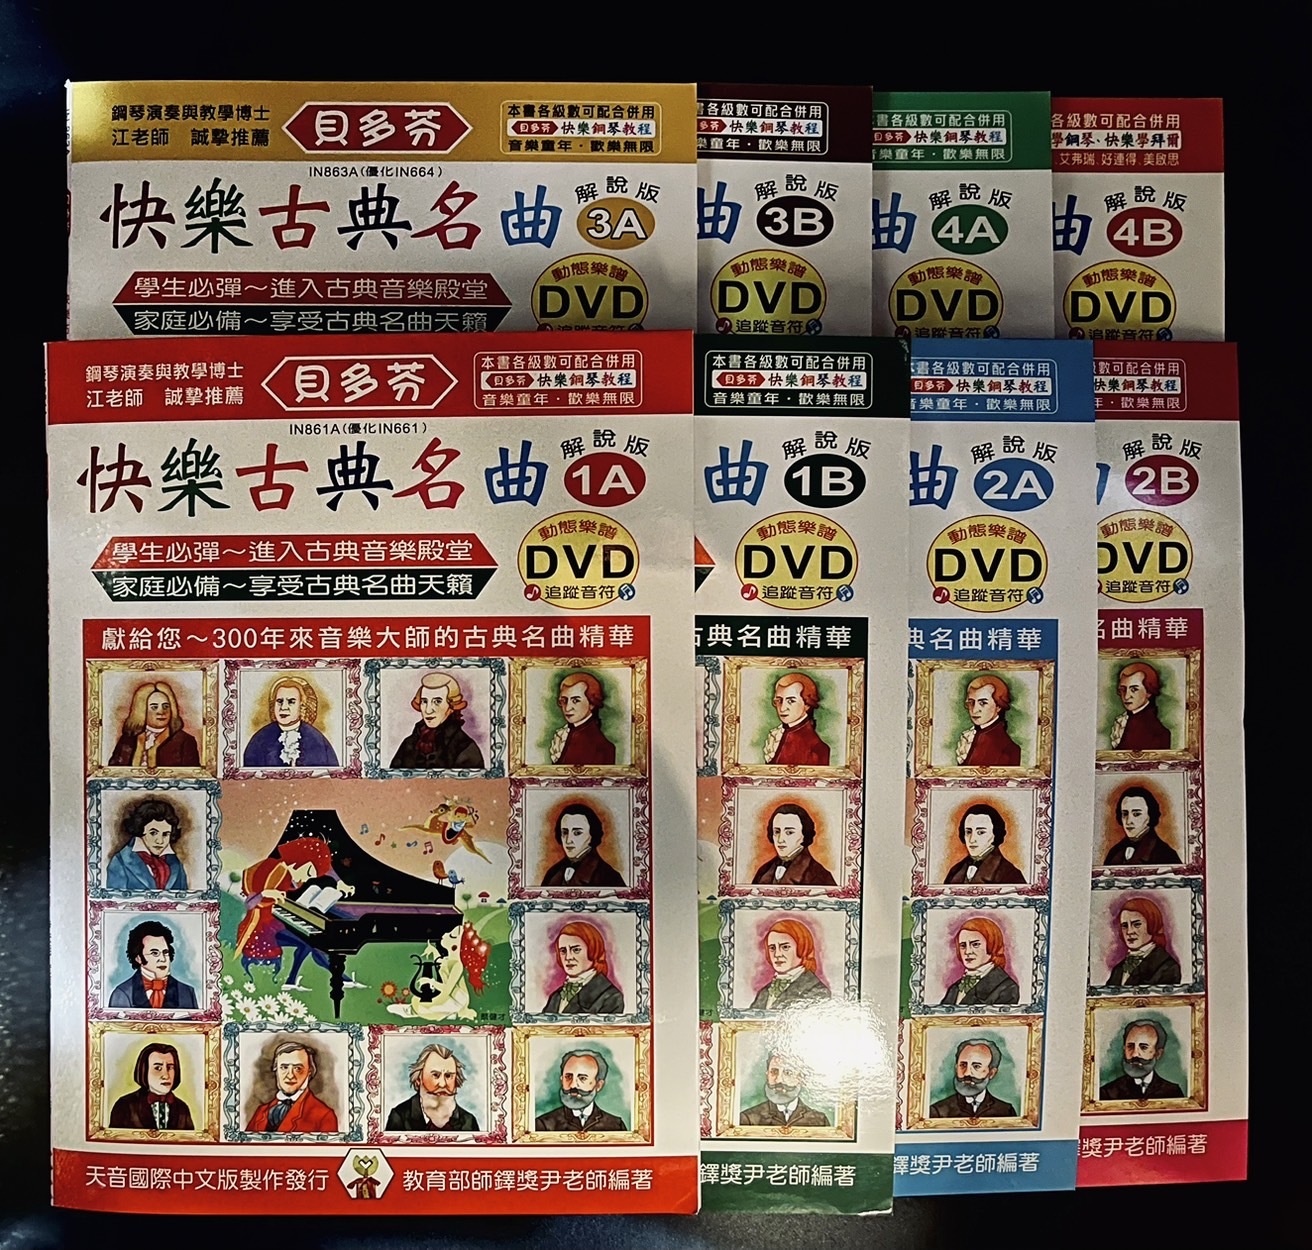 鋼琴演奏與教學博士
江老師 誠摯推薦
貝多芬
本書各級數可配合併用
貝多芬 快樂鋼琴教程
音樂童年・歡樂無限
IN863A(優化IN664)
快樂古典名曲
解說版
3A
學生必彈～進入古典音樂殿堂
家庭必備～享受古典名曲天籟
動態樂譜
DVD
追蹤音符
本書各級數可配合併用
快樂鋼琴教程
樂童年・歡樂無限
曲
解說版
3B
動態樂譜
DVD
追蹤音符
各級數可配合併用
貝多芬 快樂鋼琴教程
音樂童年・歡樂無限
曲
解說版
4A
動態樂譜
DVD
追蹤音符
各級數可配合併用
學鋼琴、快樂學拜爾
艾弗瑞.好連得.美啟思
曲
解說版
4B
動態樂譜
DVD
追蹤音符
鋼琴演奏與教學博士
江老師 誠摯推薦
貝多芬
本書各級數可配合併用
貝多芬 快樂鋼琴教程
音樂童年・歡樂無限
IN861A(優化IN661)
快樂古典名曲
解說版
1A
學生必彈～進入古典音樂殿堂
家庭必備～享受古典名曲天籟
動態樂譜
DVD
追蹤音符
獻給您～300年來音樂大師的古典名曲精華
天音國際中文版製作發行
教育部師鐸獎尹老師編著
本書各級數可配合併用
貝多芬 快樂鋼琴教程
音樂童年・歡樂無限
曲
解說版
1B
動態樂譜
DVD
追蹤音符
古典名曲精華
鐸獎尹老師編著
各級數可配合併用
貝多芬 快樂鋼琴教程
音樂童年・歡樂無限
曲
解說版
2A
動態樂譜
DVD
追蹤音符
典名曲精華
鐸獎尹老師編著
級數可配合併用
快樂鋼琴教程
樂童年・歡樂無限
解說版
2B
動態樂譜
DVD
追蹤音符
名曲精華
獎尹老師編著